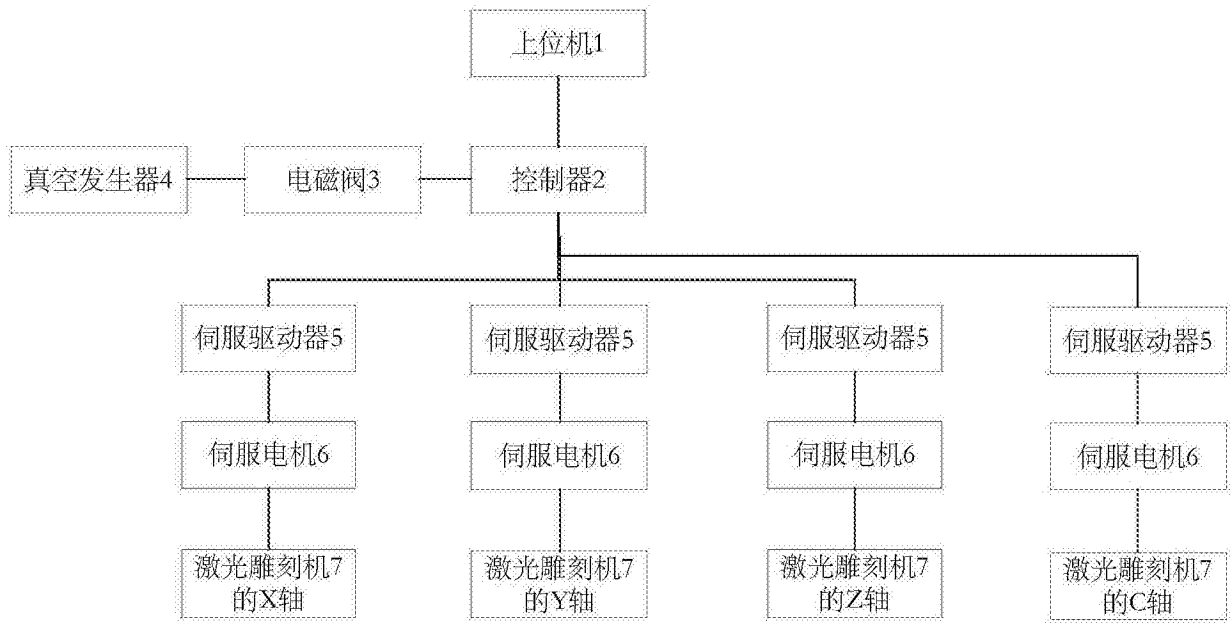 上位机1
真空发生器4
电磁阀3
控制器2
伺服驱动器5
伺服驱动器5
伺服驱动器5
伺服驱动器5
伺服电机6
伺服电机6
伺服电机6
伺服电机6
激光雕刻机7
的X轴
激光雕刻机7
的Y轴
激光雕刻机7
的Z轴
激光雕刻机7
的C轴